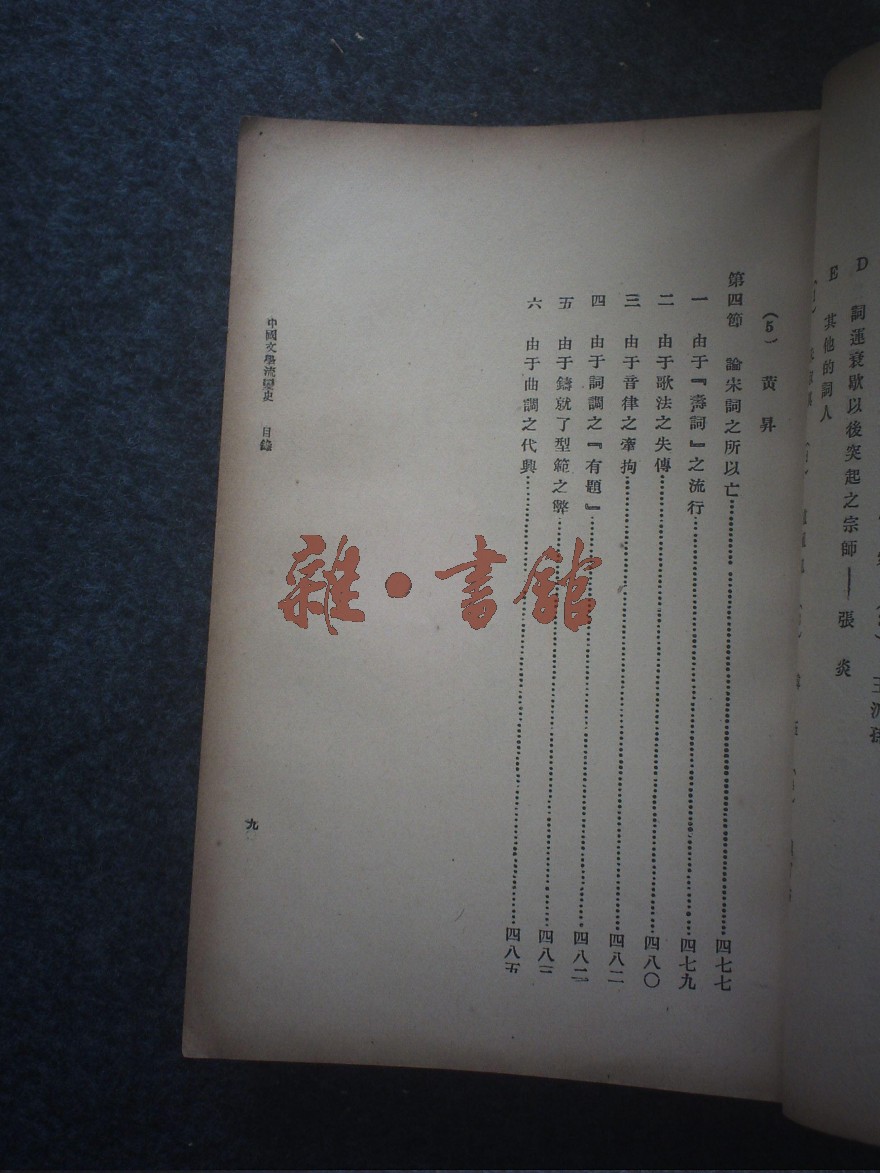 D　詞運衰歇以後突起之宗師——張　炎
E　其他的詞人
（5）　黃　昇
第四節　論宋詞之所以亡………四七七
一　由于『壽詞』之流行………四七九
二　由于歌法之失傳………四八〇
三　由于音律之牽拘………四八二
四　由于詞調之『有題』………四八二
五　由于鑄就了型範之弊………四八三
六　由于曲調之代興………四八五
中國文學流變史　目錄
九
雜・書館